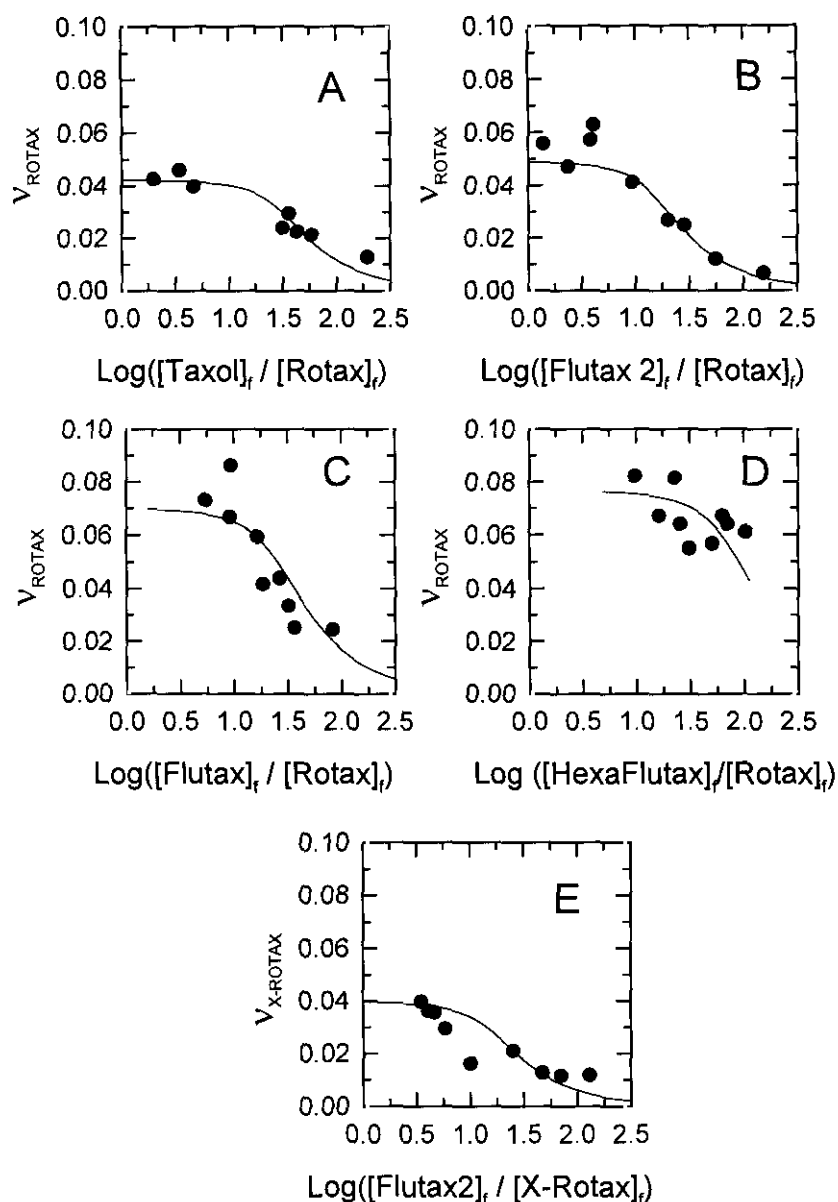 0.10
0.08
0.06
0.04
0.02
0.00
ν_ROTAX
A
0.0 0.5 1.0 1.5 2.0 2.5
Log([Taxol]f / [Rotax]f)
0.10
0.08
0.06
0.04
0.02
0.00
ν_ROTAX
B
0.0 0.5 1.0 1.5 2.0 2.5
Log([Flutax 2]f / [Rotax]f)
0.10
0.08
0.06
0.04
0.02
0.00
ν_ROTAX
C
0.0 0.5 1.0 1.5 2.0 2.5
Log([Flutax]f / [Rotax]f)
0.10
0.08
0.06
0.04
0.02
0.00
ν_ROTAX
D
0.0 0.5 1.0 1.5 2.0 2.5
Log ([HexaFlutax]f/[Rotax]f)
0.10
0.08
0.06
0.04
0.02
0.00
ν_X-ROTAX
E
0.0 0.5 1.0 1.5 2.0 2.5
Log([Flutax2]f / [X-Rotax]f)